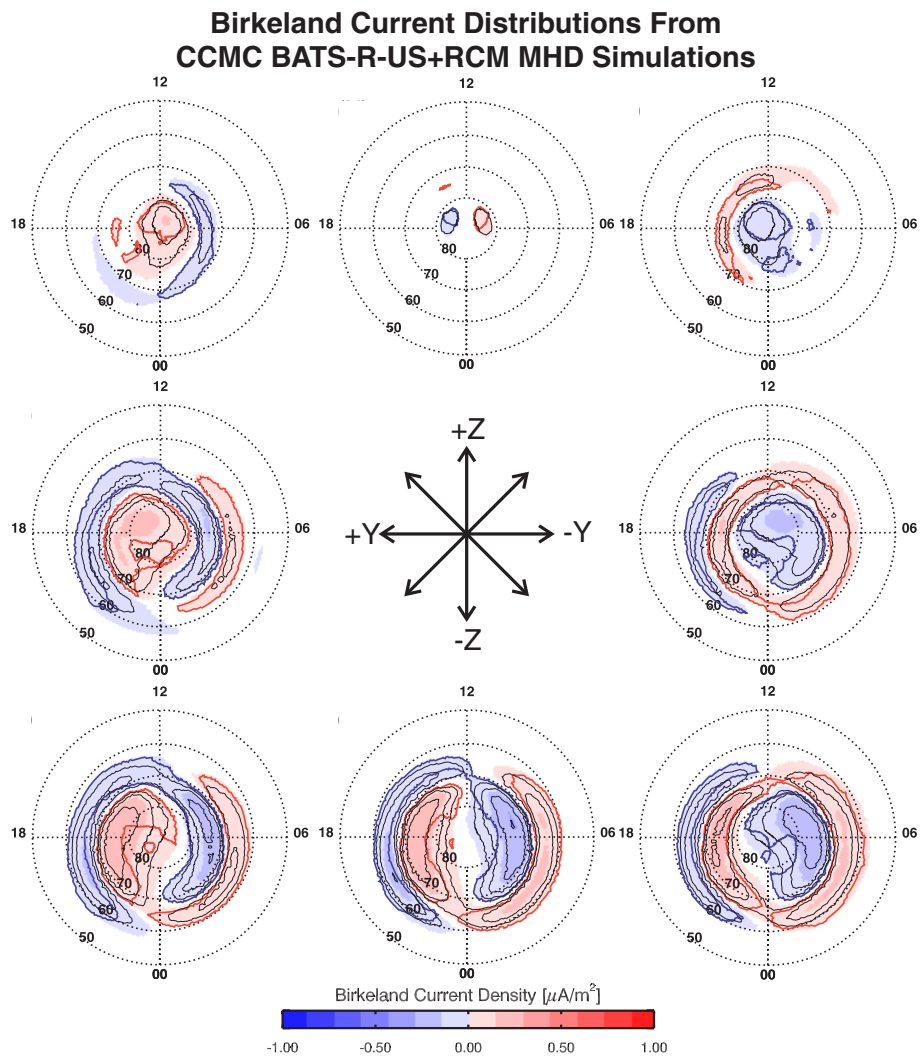 Birkeland Current Distributions From
CCMC BATS-R-US+RCM MHD Simulations
12 12 12
18 06 18 06 18 06
80 80 80
70 70 70
60 60 60
50 50 50
00 00 00
12 12
+Z
18 06 +Y -Y 18 06
80 80
70 70
60 60
50 50
-Z
00 00
12 12 12
18 06 18 06 18 06
80 80 80
70 70 70
60 60 60
50 50 50
00 00 00
Birkeland Current Density [μA/m²]
-1.00 -0.50 0.00 0.50 1.00